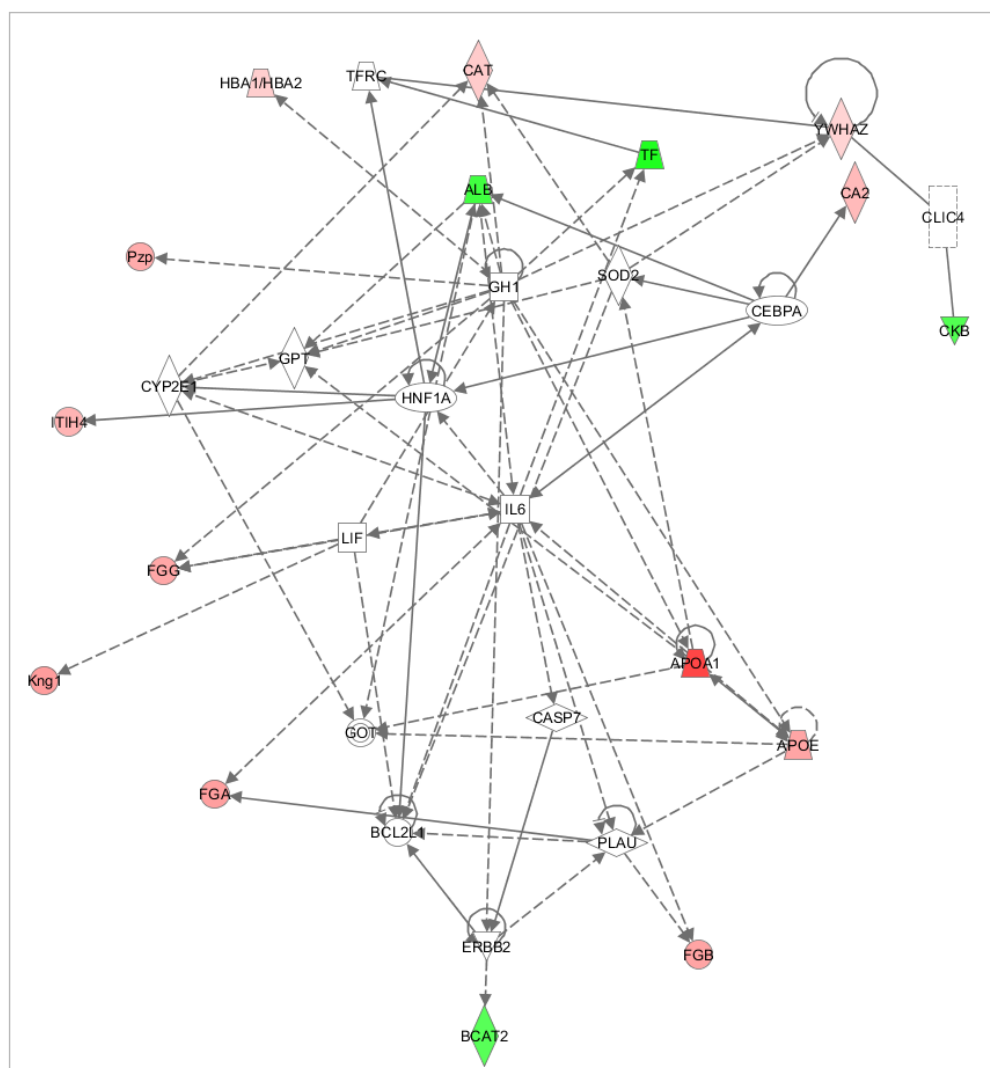 HBA1/HBA2
TFRC
CAT
YWHAZ
TF
ALB
CA2
CLIC4
Pzp
GH1
SOD2
CEBPA
CKB
GPT
CYP2E1
HNF1A
ITIH4
IL6
LIF
FGG
APOA1
Kng1
CASP7
GOT
APOE
FGA
BCL2L1
PLAU
ERBB2
FGB
BCAT2